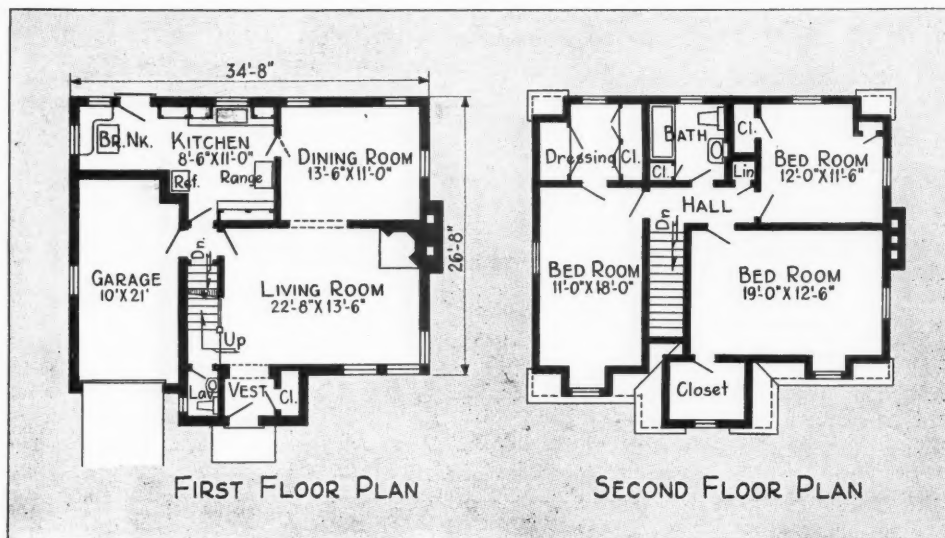 34'-8"
BR. NK.
KITCHEN
8'-6"X11'-0"
DINING ROOM
13'-6"X11'-0"
Ref.
Range
26'-8"
Dn.
GARAGE
10'X21'
LIVING ROOM
22'-8"X13'-6"
Up
Lav.
VEST.
Cl.
FIRST FLOOR PLAN
Dressing
Cl.
BATH
Cl.
Cl.
BED ROOM
12'-0"X11'-6"
Lin
HALL
Dn
BED ROOM
11'-0"X18'-0"
BED ROOM
19'-0"X12'-6"
Closet
SECOND FLOOR PLAN